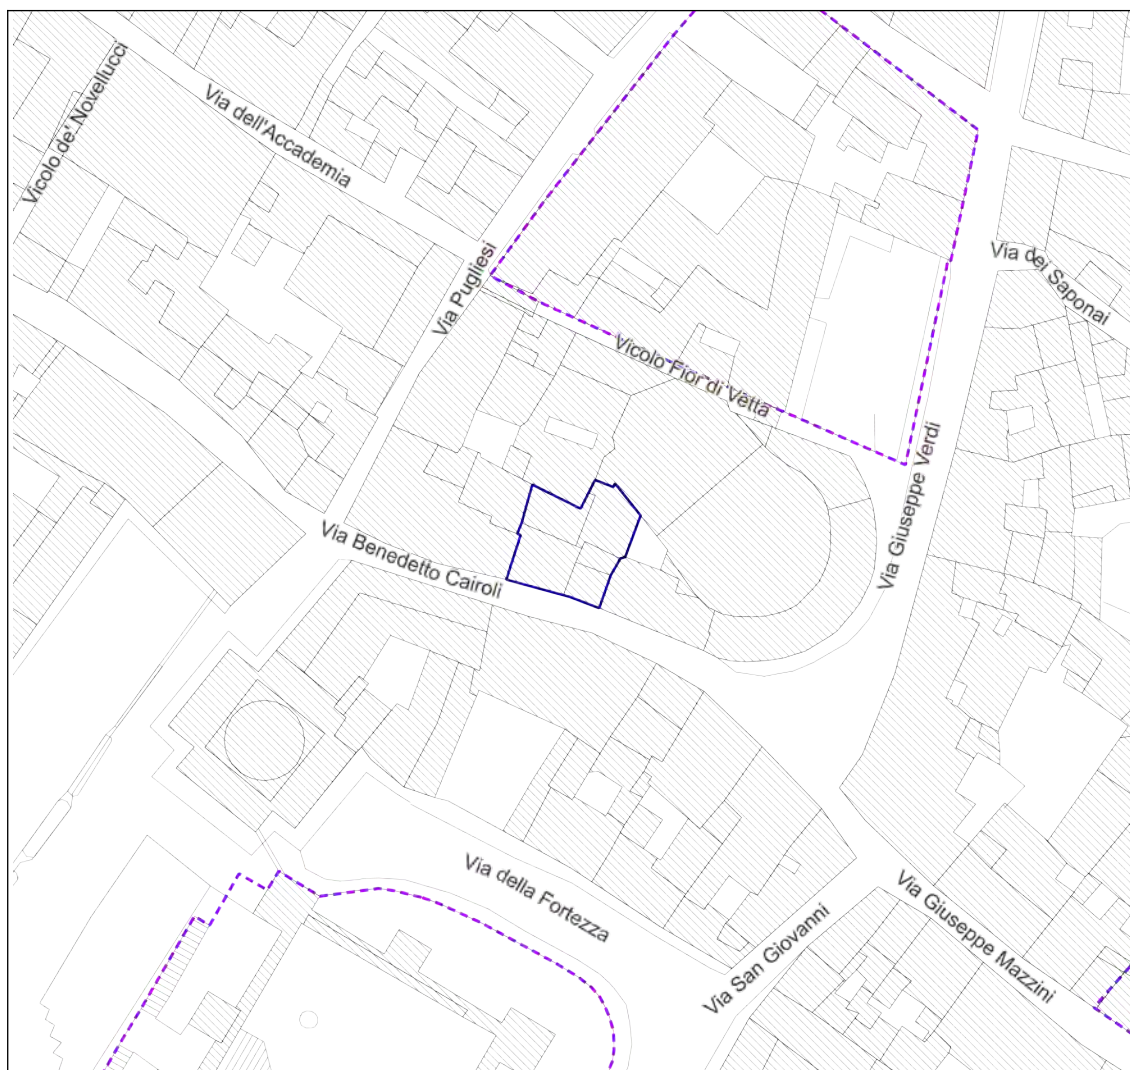 Vicolo de' Novellucci
Via dell'Accademia
Via Pugliesi
Via dei Saponai
Vicolo Fior di Vetta
Via Giuseppe Verdi
Via Benedetto Cairoli
Via della Fortezza
Via San Giovanni
Via Giuseppe Mazzini